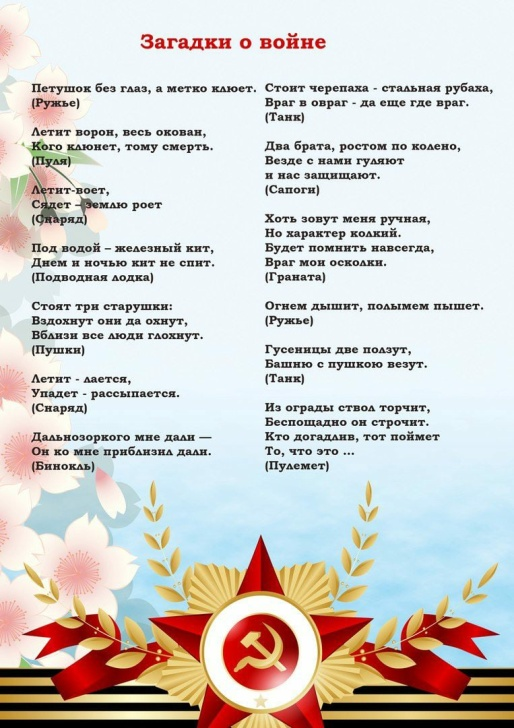 Загадки о войне
Петушок без глаз, а метко клюет.
(Ружье)
Летит ворон, весь окован,
Кого клюнет, тому смерть.
(Пуля)
Летит-воет,
Сядет – землю роет
(Снаряд)
Под водой – железный кит,
Днем и ночью кит не спит.
(Подводная лодка)
Стоят три старушки:
Вздохнут они да охнут,
Вблизи все люди глохнут.
(Пушки)
Летит - лается,
Упадет - рассыпается.
(Снаряд)
Дальнозоркого мне дали —
Он ко мне приблизил дали.
(Бинокль)
Стоит черепаха - стальная рубаха,
Враг в овраг - да еще где враг.
(Танк)
Два брата, ростом по колено,
Везде с нами гуляют
и нас защищают.
(Сапоги)
Хоть зовут меня ручная,
Но характер колкий.
Будет помнить навсегда,
Враг мои осколки.
(Граната)
Огнем дышит, полымем пышет.
(Ружье)
Гусеницы две ползут,
Башню с пушкою везут.
(Танк)
Из ограды ствол торчит,
Беспощадно он строчит.
Кто догадлив, тот поймет
То, что это ...
(Пулемет)